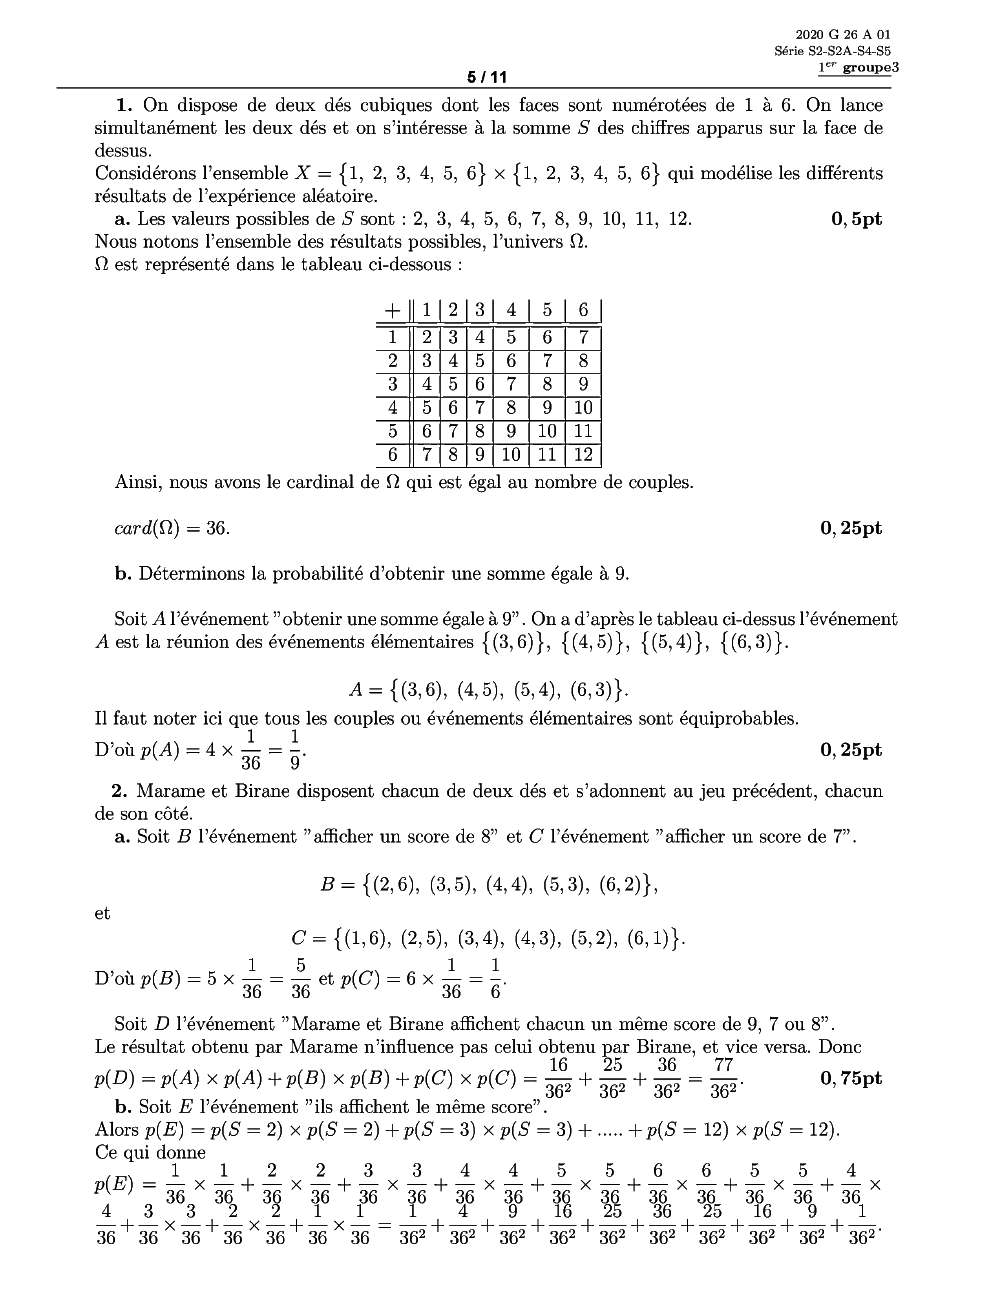 2020 G 26 A 01
Série S2-S2A-S4-S5
1er groupe3
5 / 11
1. On dispose de deux dés cubiques dont les faces sont numérotées de 1 à 6. On lance
simultanément les deux dés et on s'intéresse à la somme S des chiffres apparus sur la face de
dessus.
Considérons l'ensemble X = {1, 2, 3, 4, 5, 6} × {1, 2, 3, 4, 5, 6} qui modélise les différents
résultats de l'expérience aléatoire.
a. Les valeurs possibles de S sont : 2, 3, 4, 5, 6, 7, 8, 9, 10, 11, 12. 0,5pt
Nous notons l'ensemble des résultats possibles, l'univers Ω.
Ω est représenté dans le tableau ci-dessous :
+ 1 2 3 4 5 6
1 2 3 4 5 6 7
2 3 4 5 6 7 8
3 4 5 6 7 8 9
4 5 6 7 8 9 10
5 6 7 8 9 10 11
6 7 8 9 10 11 12
Ainsi, nous avons le cardinal de Ω qui est égal au nombre de couples.
card(Ω) = 36. 0,25pt
b. Déterminons la probabilité d'obtenir une somme égale à 9.
Soit A l'événement "obtenir une somme égale à 9". On a d'après le tableau ci-dessus l'événement
A est la réunion des événements élémentaires {(3,6)}, {(4,5)}, {(5,4)}, {(6,3)}.
A = {(3,6), (4,5), (5,4), (6,3)}.
Il faut noter ici que tous les couples ou événements élémentaires sont équiprobables.
D'où p(A) = 4 × 1/36 = 1/9. 0,25pt
2. Marame et Birane disposent chacun de deux dés et s'adonnent au jeu précédent, chacun
de son côté.
a. Soit B l'événement "afficher un score de 8" et C l'événement "afficher un score de 7".
B = {(2,6), (3,5), (4,4), (5,3), (6,2)},
et
C = {(1,6), (2,5), (3,4), (4,3), (5,2), (6,1)}.
D'où p(B) = 5 × 1/36 = 5/36 et p(C) = 6 × 1/36 = 1/6.
Soit D l'événement "Marame et Birane affichent chacun un même score de 9, 7 ou 8".
Le résultat obtenu par Marame n'influence pas celui obtenu par Birane, et vice versa. Donc
p(D) = p(A) × p(A) + p(B) × p(B) + p(C) × p(C) = 16/36² + 25/36² + 36/36² = 77/36². 0,75pt
b. Soit E l'événement "ils affichent le même score".
Alors p(E) = p(S = 2) × p(S = 2) + p(S = 3) × p(S = 3) + ..... + p(S = 12) × p(S = 12).
Ce qui donne
p(E) = 1/36 × 1/36 + 2/36 × 2/36 + 3/36 × 3/36 + 4/36 × 4/36 + 5/36 × 5/36 + 6/36 × 6/36 + 5/36 × 5/36 + 4/36 ×
4/36 + 3/36 × 3/36 + 2/36 × 2/36 + 1/36 × 1/36 = 1/36² + 4/36² + 9/36² + 16/36² + 25/36² + 36/36² + 25/36² + 16/36² + 9/36² + 1/36².